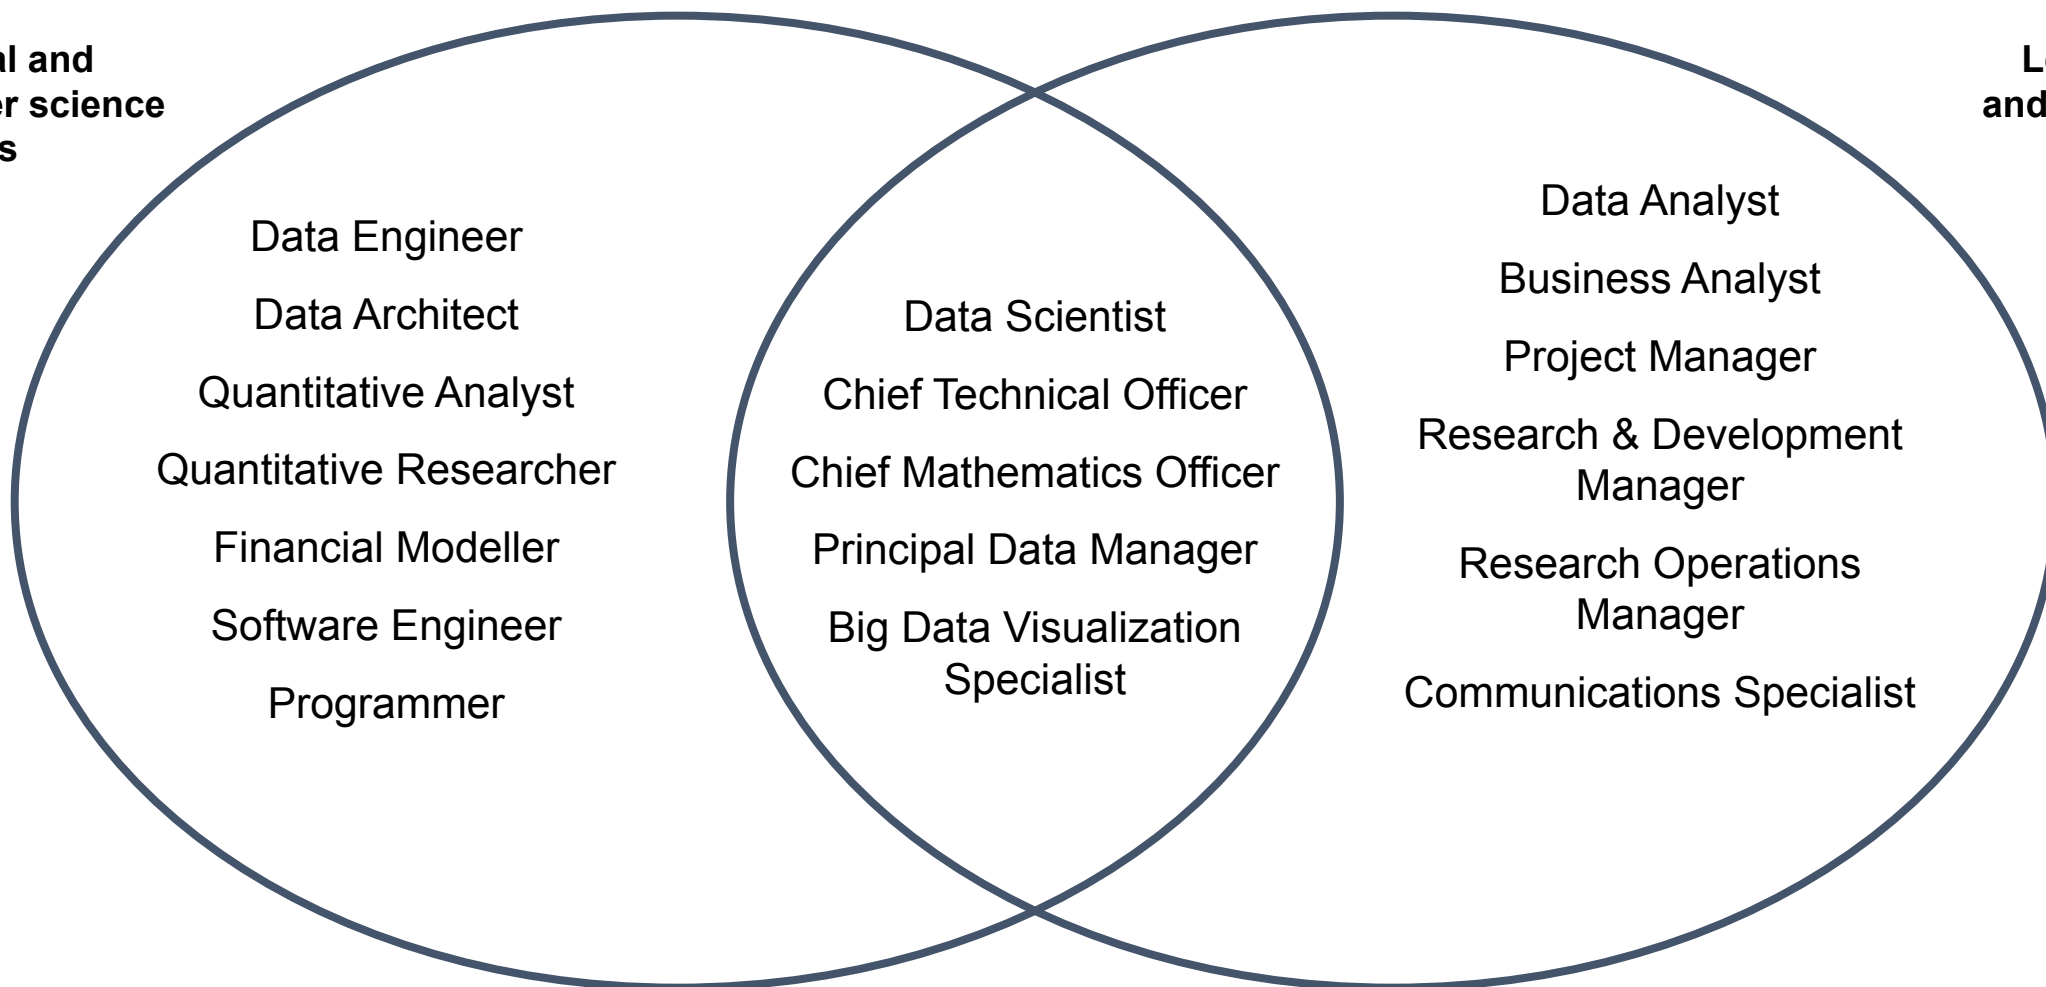 al and
er science
s
Data Engineer
Data Architect
Quantitative Analyst
Quantitative Researcher
Financial Modeller
Software Engineer
Programmer
Data Scientist
Chief Technical Officer
Chief Mathematics Officer
Principal Data Manager
Big Data Visualization
Specialist
and
Data Analyst
Business Analyst
Project Manager
Research & Development
Manager
Research Operations
Manager
Communications Specialist